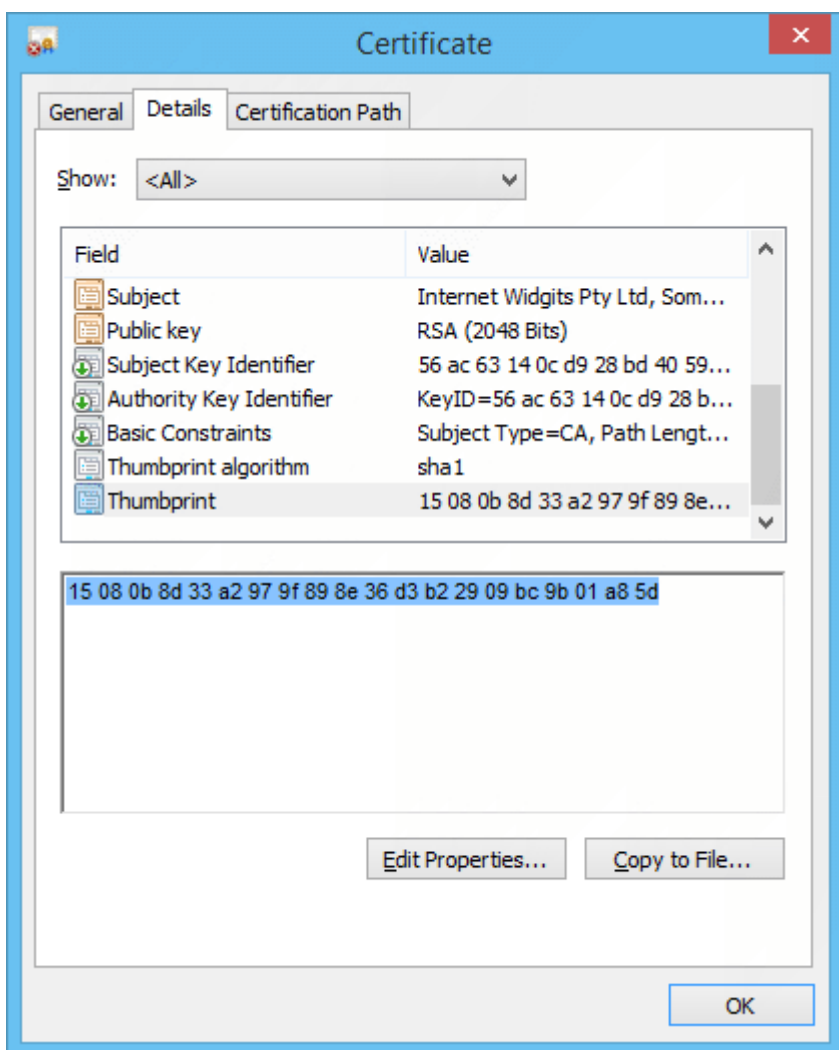 Certificate
General Details Certification Path
Show: <All>
Field Value
Subject Internet Widgits Pty Ltd, Som...
Public key RSA (2048 Bits)
Subject Key Identifier 56 ac 63 14 0c d9 28 bd 40 59...
Authority Key Identifier KeyID=56 ac 63 14 0c d9 28 b...
Basic Constraints Subject Type=CA, Path Lengt...
Thumbprint algorithm sha1
Thumbprint 15 08 0b 8d 33 a2 97 9f 89 8e...
15 08 0b 8d 33 a2 97 9f 89 8e 36 d3 b2 29 09 bc 9b 01 a8 5d
Edit Properties... Copy to File...
OK